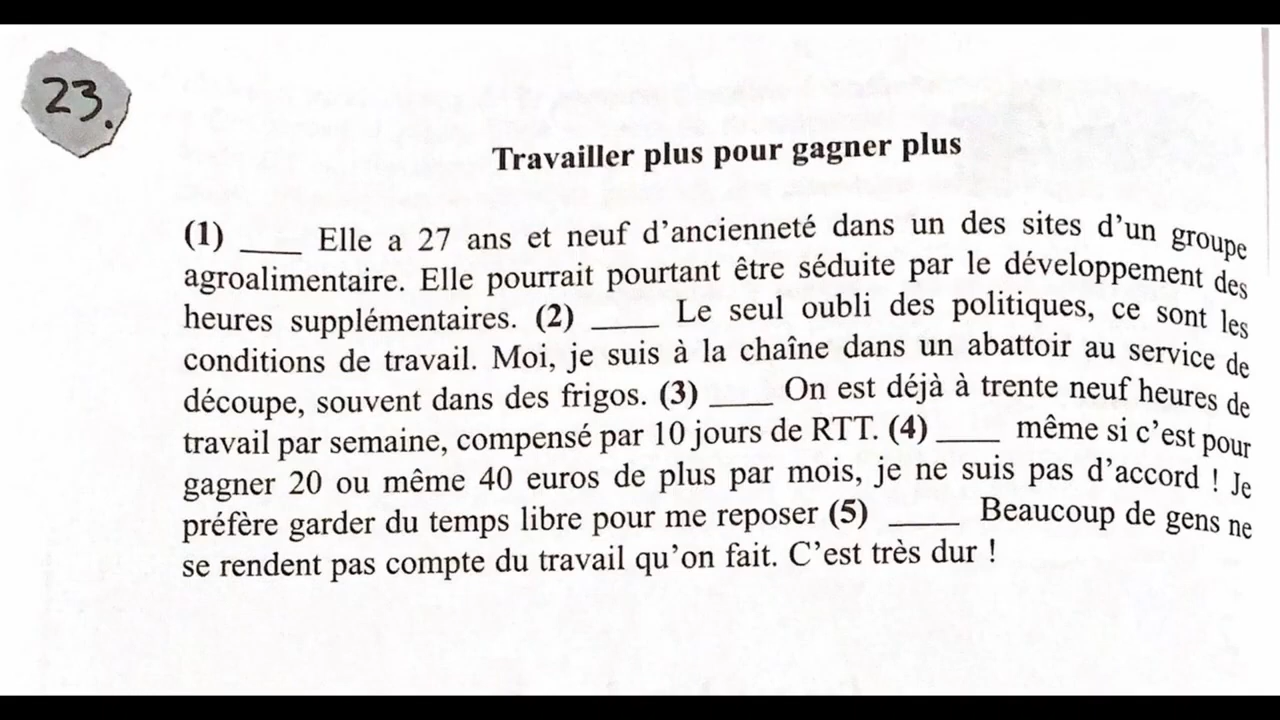 23.
Travailler plus pour gagner plus
(1) ____ Elle a 27 ans et neuf d'ancienneté dans un des sites d'un groupe
agroalimentaire. Elle pourrait pourtant être séduite par le développement des
heures supplémentaires. (2) ____ Le seul oubli des politiques, ce sont les
conditions de travail. Moi, je suis à la chaîne dans un abattoir au service de
découpe, souvent dans des frigos. (3) ____ On est déjà à trente neuf heures de
travail par semaine, compensé par 10 jours de RTT. (4) ____ même si c'est pour
gagner 20 ou même 40 euros de plus par mois, je ne suis pas d'accord ! Je
préfère garder du temps libre pour me reposer (5) ____ Beaucoup de gens ne
se rendent pas compte du travail qu'on fait. C'est très dur !